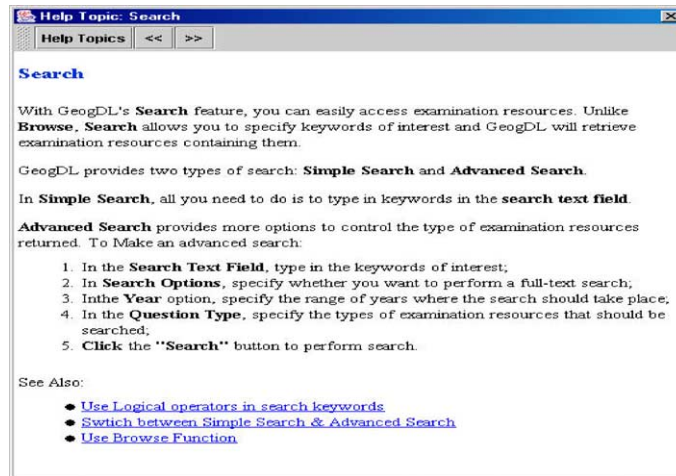 Help Topic: Search
Help Topics << >>
Search
With GeogDL's Search feature, you can easily access examination resources. Unlike
Browse, Search allows you to specify keywords of interest and GeogDL will retrieve
examination resources containing them.
GeogDL provides two types of search: Simple Search and Advanced Search.
In Simple Search, all you need to do is to type in keywords in the search text field.
Advanced Search provides more options to control the type of examination resources
returned. To Make an advanced search:
1. In the Search Text Field, type in the keywords of interest;
2. In Search Options, specify whether you want to perform a full-text search;
3. Inthe Year option, specify the range of years where the search should take place;
4. In the Question Type, specify the types of examination resources that should be
searched;
5. Click the "Search" button to perform search.
See Also:
Use Logical operators in search keywords
Swtich between Simple Search & Advanced Search
Use Browse Function